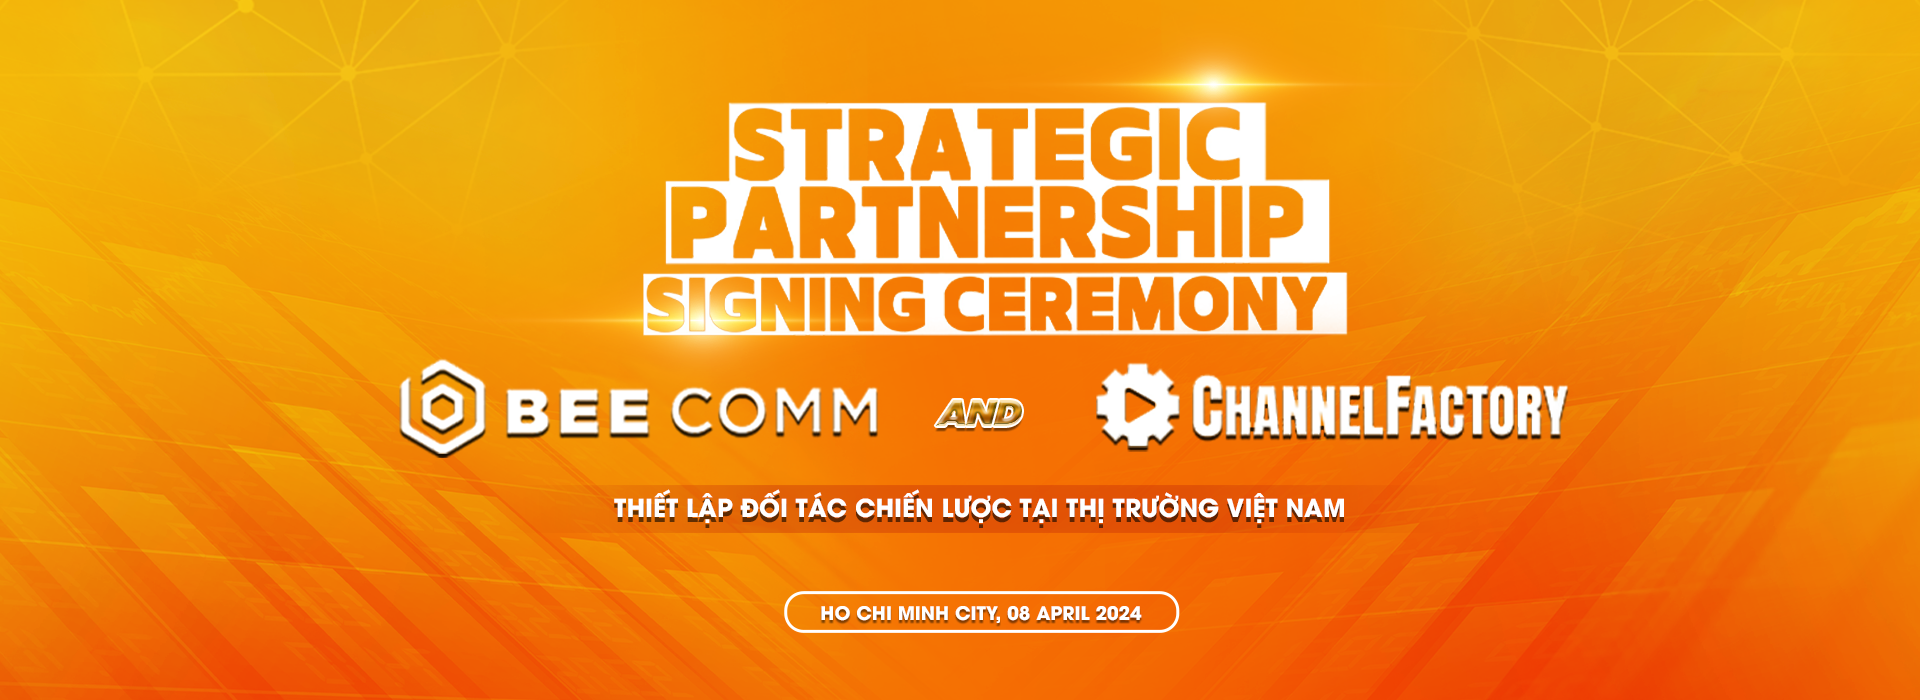 STRATEGIC
PARTNERSHIP
SIGNING CEREMONY
BEE COMM AND CHANNELFACTORY
THIẾT LẬP ĐỐI TÁC CHIẾN LƯỢC TẠI THỊ TRƯỜNG VIỆT NAM
HO CHI MINH CITY, 08 APRIL 2024